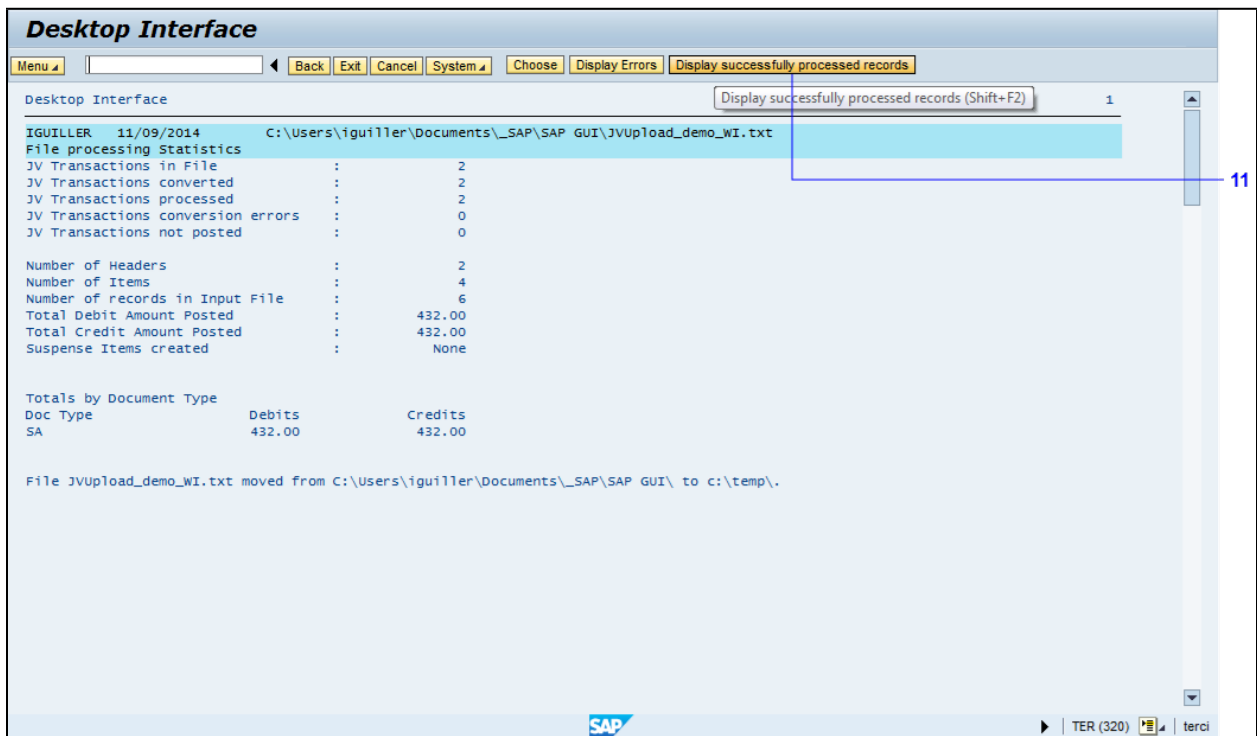 Desktop Interface
Menu Back Exit Cancel System Choose Display Errors Display successfully processed records
Display successfully processed records (Shift+F2)
Desktop Interface 1
IGUILLER 11/09/2014 C:\Users\iguiller\Documents\_SAP\SAP GUI\JVUpload_demo_WI.txt
File processing Statistics
JV Transactions in File : 2
JV Transactions converted : 2
11
JV Transactions processed : 2
JV Transactions conversion errors : 0
JV Transactions not posted : 0
Number of Headers : 2
Number of Items : 4
Number of records in Input File : 6
Total Debit Amount Posted : 432.00
Total Credit Amount Posted : 432.00
Suspense Items created : None
Totals by Document Type
Doc Type Debits Credits
SA 432.00 432.00
File JVUpload_demo_WI.txt moved from C:\Users\iguiller\Documents\_SAP\SAP GUI\ to c:\temp\.
SAP TER (320) terci